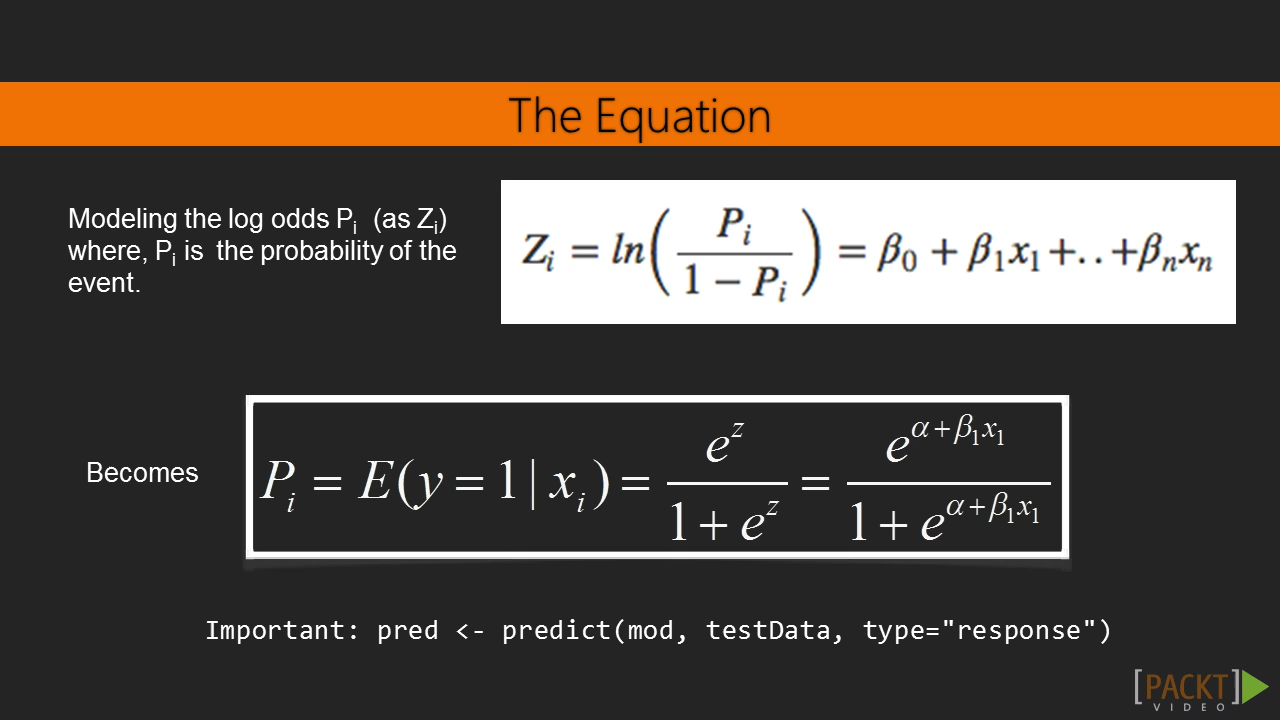 The Equation
Modeling the log odds Pᵢ (as Zᵢ)
where, Pᵢ is the probability of the
event.
Zᵢ = ln(Pᵢ / 1 − Pᵢ) = β₀ + β₁x₁ +..+βₙxₙ
Becomes
Pᵢ = E(y = 1 | xᵢ) = e^z / 1 + e^z = e^(α + β₁x₁) / 1 + e^(α + β₁x₁)
Important: pred <- predict(mod, testData, type="response")
[PACKT]
VIDEO